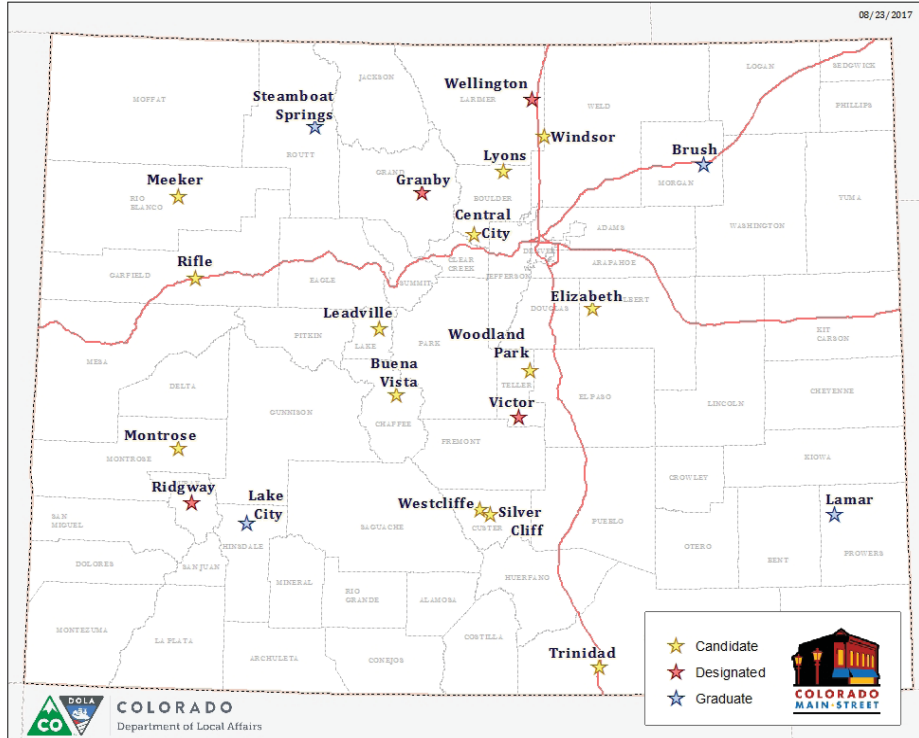 08/23/2017
LOGAN
SEDGWICK
JACKSON
MOFFAT
Wellington
LARIMER
WELD
PHILLIPS
Steamboat
Springs
Windsor
ROUTT
Lyons
Brush
GRAND
MORGAN
Meeker
Granby
BOULDER
RIO
BLANCO
YUMA
Central
City
WASHINGTON
ADAMS
CLEAR
CREEK
ARAPAHOE
Rifle
GARFIELD
EAGLE
SUMMIT
JEFFERSON
Elizabeth
DOUGLAS
Leadville
PITKIN
LAKE
PARK
Woodland
Park
KIT
CARSON
MESA
Buena
Vista
TELLER
DELTA
CHEYENNE
Victor
EL PASO
LINCOLN
GUNNISON
CHAFFEE
Montrose
FREMONT
MONTROSE
KIOWA
CROWLEY
Ridgway
Lake
City
Westcliffe
Silver
Cliff
CUSTER
Lamar
SAN
MIGUEL
SAGUACHE
PUEBLO
OTERO
HINSDALE
BENT
PROWERS
DOLORES
SAN JUAN
HUERFANO
MINERAL
RIO
GRANDE
ALAMOSA
MONTEZUMA
LA PLATA
COSTILLA
ARCHULETA
CONEJOS
Trinidad
Candidate
Designated
Graduate
COLORADO
MAIN STREET
CO
DOLA
COLORADO
Department of Local Affairs